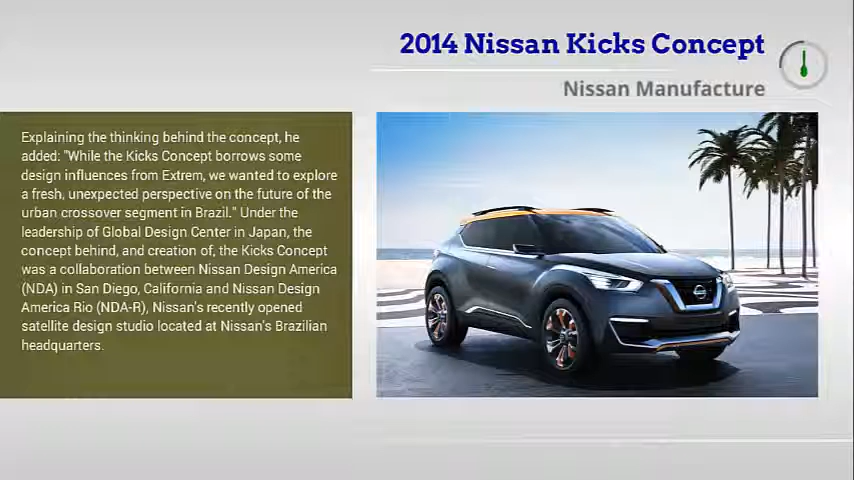 2014 Nissan Kicks Concept
Nissan Manufacture
Explaining the thinking behind the concept, he
added: "While the Kicks Concept borrows some
design influences from Extrem, we wanted to explore
a fresh, unexpected perspective on the future of the
urban crossover segment in Brazil." Under the
leadership of Global Design Center in Japan, the
concept behind, and creation of, the Kicks Concept
was a collaboration between Nissan Design America
(NDA) in San Diego, California and Nissan Design
America Rio (NDA-R), Nissan's recently opened
satellite design studio located at Nissan's Brazilian
headquarters.